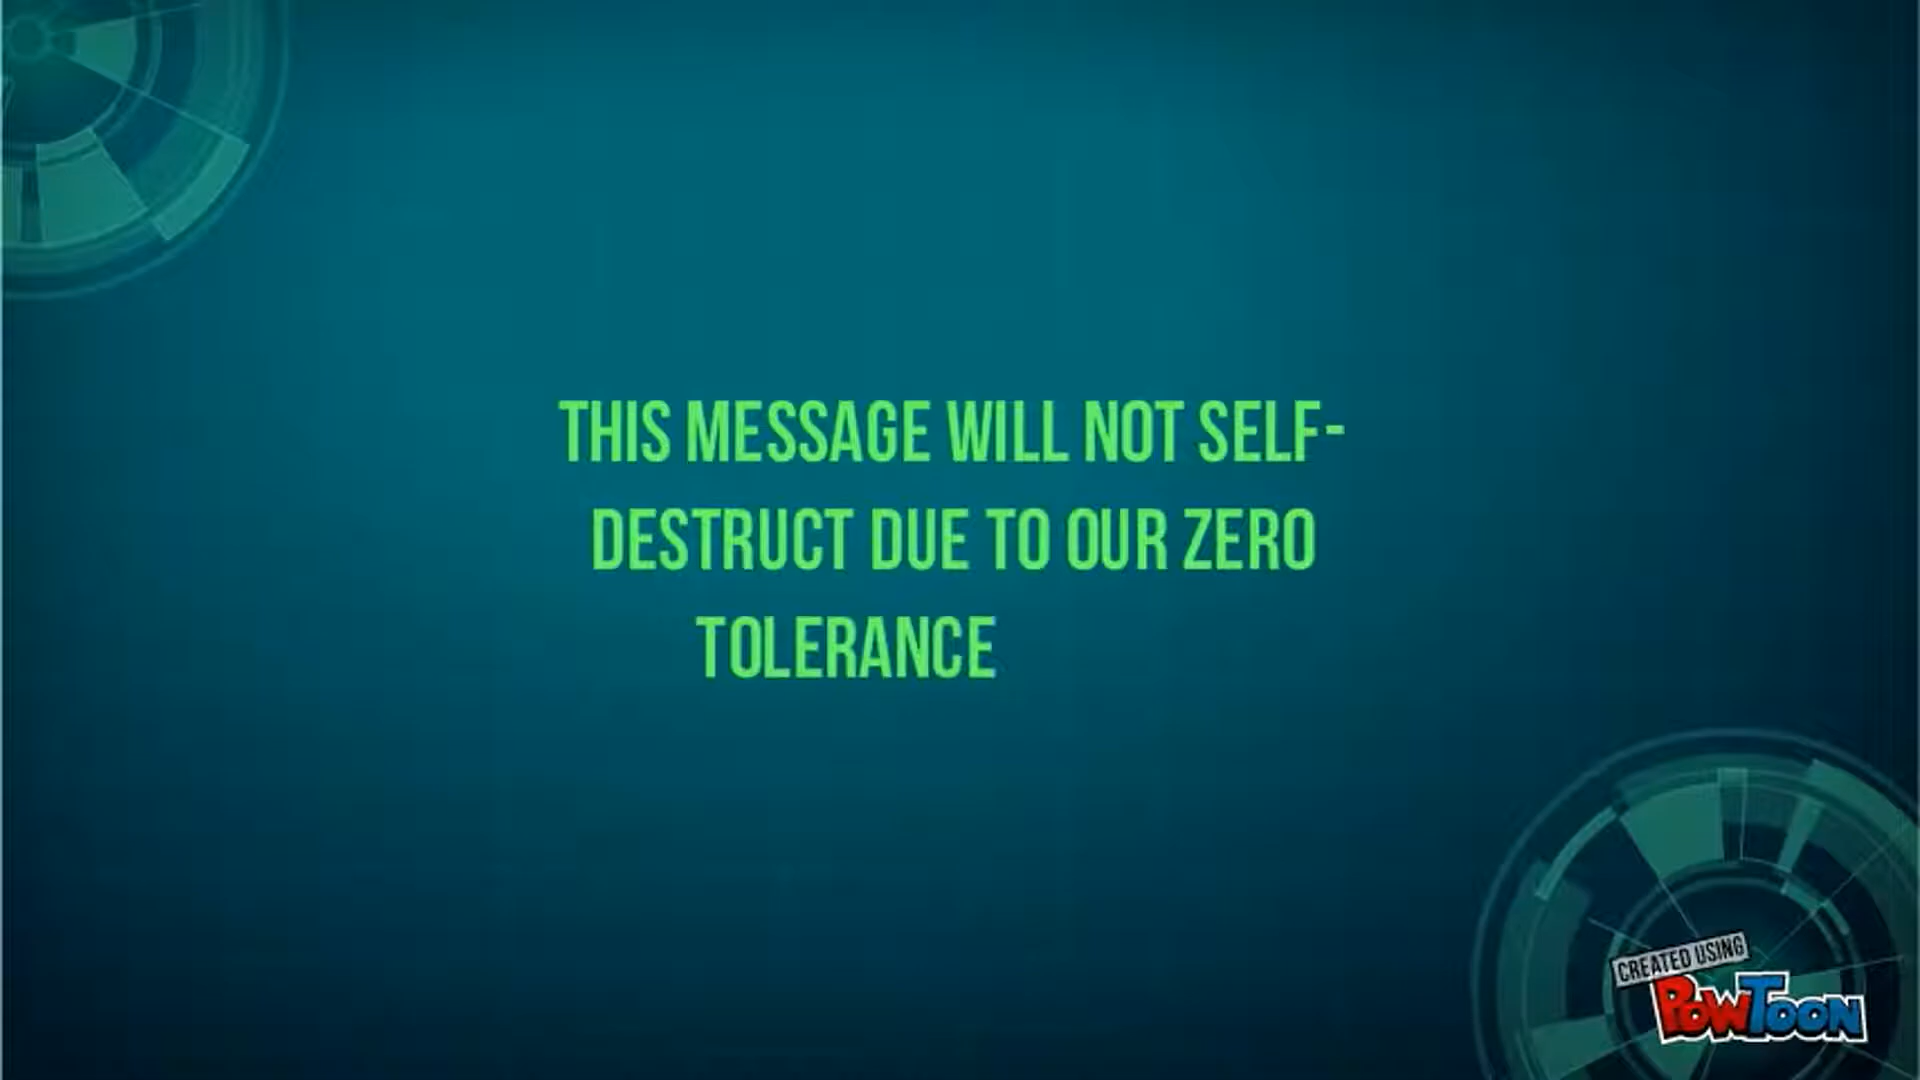 THIS MESSAGE WILL NOT SELF-
DESTRUCT DUE TO OUR ZERO
TOLERANCE
CREATED USING
POWTOON